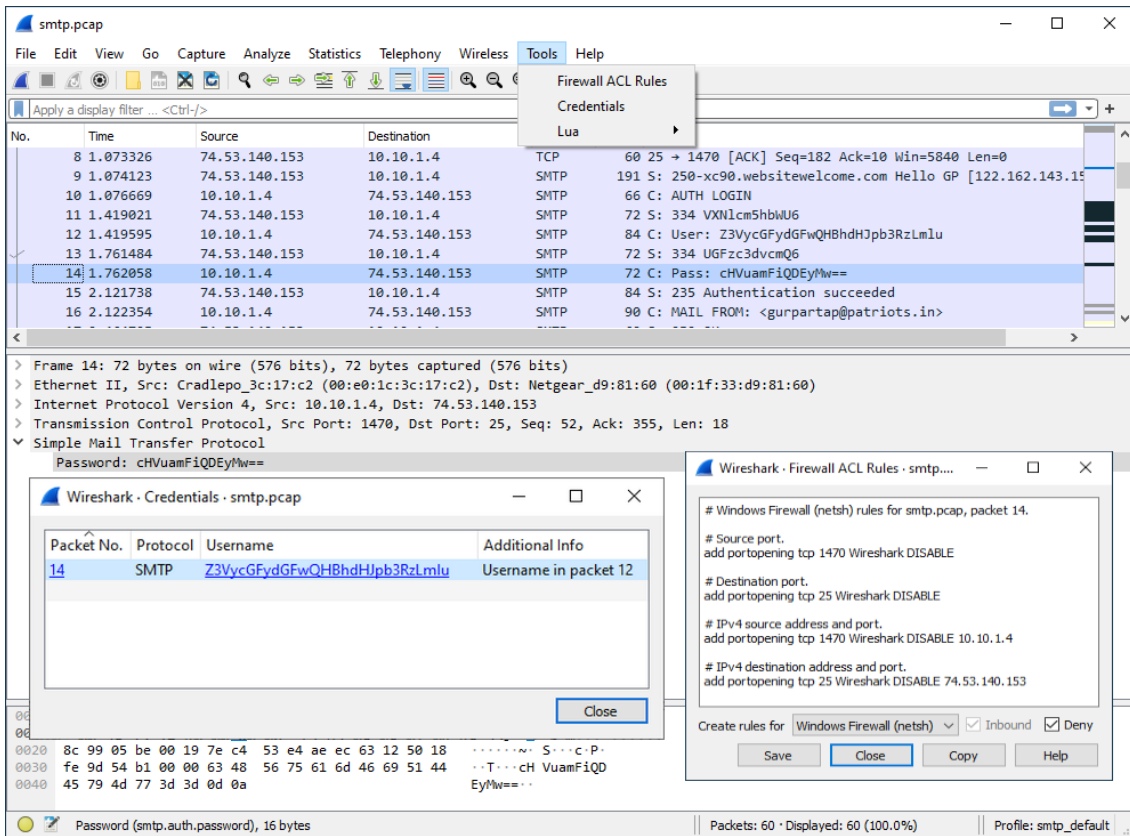 smtp.pcap
File Edit View Go Capture Analyze Statistics Telephony Wireless Tools Help
Firewall ACL Rules
Credentials
Lua
Apply a display filter ... <Ctrl-/>
No. Time Source Destination
8 1.073326 74.53.140.153 10.10.1.4 TCP 60 25 → 1470 [ACK] Seq=182 Ack=10 Win=5840 Len=0
9 1.074123 74.53.140.153 10.10.1.4 SMTP 191 S: 250-xc90.websitewelcome.com Hello GP [122.162.143.15
10 1.076669 10.10.1.4 74.53.140.153 SMTP 66 C: AUTH LOGIN
11 1.419021 74.53.140.153 10.10.1.4 SMTP 72 S: 334 VXNlcm5hbWU6
12 1.419595 10.10.1.4 74.53.140.153 SMTP 84 C: User: Z3VycGFydGFwQHBhdHJpb3RzLmlu
13 1.761484 74.53.140.153 10.10.1.4 SMTP 72 S: 334 UGFzc3dvcmQ6
14 1.762058 10.10.1.4 74.53.140.153 SMTP 72 C: Pass: cHVuamFiQDEyMw==
15 2.121738 74.53.140.153 10.10.1.4 SMTP 84 S: 235 Authentication succeeded
16 2.122354 10.10.1.4 74.53.140.153 SMTP 90 C: MAIL FROM: <gurpartap@patriots.in>
Frame 14: 72 bytes on wire (576 bits), 72 bytes captured (576 bits)
Ethernet II, Src: Cradlepo_3c:17:c2 (00:e0:1c:3c:17:c2), Dst: Netgear_d9:81:60 (00:1f:33:d9:81:60)
Internet Protocol Version 4, Src: 10.10.1.4, Dst: 74.53.140.153
Transmission Control Protocol, Src Port: 1470, Dst Port: 25, Seq: 52, Ack: 355, Len: 18
Simple Mail Transfer Protocol
Password: cHVuamFiQDEyMw==
Wireshark · Credentials · smtp.pcap
Packet No. Protocol Username Additional Info
14 SMTP Z3VycGFydGFwQHBhdHJpb3RzLmlu Username in packet 12
Close
Wireshark · Firewall ACL Rules · smtp....
# Windows Firewall (netsh) rules for smtp.pcap, packet 14.
# Source port.
add portopening tcp 1470 Wireshark DISABLE
# Destination port.
add portopening tcp 25 Wireshark DISABLE
# IPv4 source address and port.
add portopening tcp 1470 Wireshark DISABLE 10.10.1.4
# IPv4 destination address and port.
add portopening tcp 25 Wireshark DISABLE 74.53.140.153
Create rules for Windows Firewall (netsh) Inbound Deny
Save Close Copy Help
0020 8c 99 05 be 00 19 7e c4 53 e4 ae ec 63 12 50 18 ······~· S···c·P·
0030 fe 9d 54 b1 00 00 63 48 56 75 61 6d 46 69 51 44 ··T···cH VuamFiQD
0040 45 79 4d 77 3d 3d 0d 0a EyMw==··
Password (smtp.auth.password), 16 bytes
Packets: 60 · Displayed: 60 (100.0%)
Profile: smtp_default